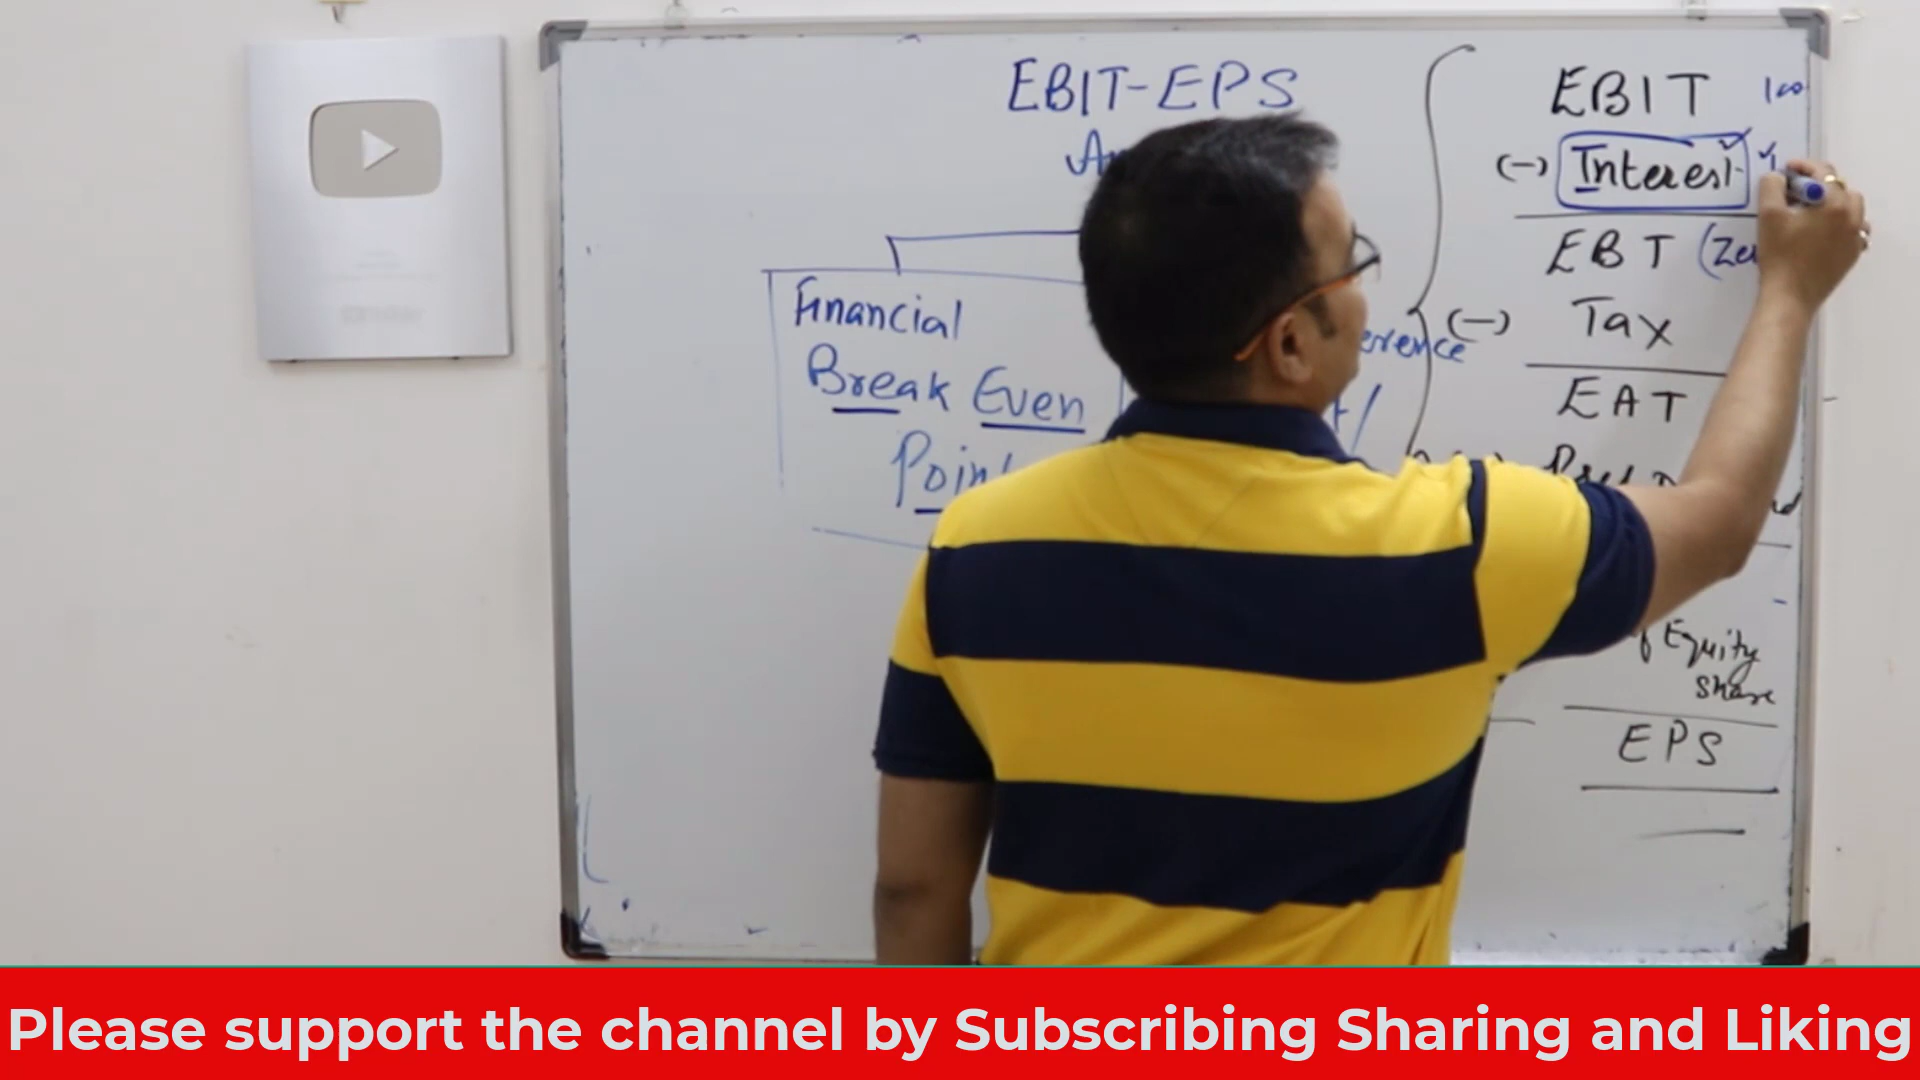 EBIT-EPS
Financial
Break Even
Point
EBIT 100
(-) Interest
EBT
(-) Tax
EAT
Equity
Share
EPS
Please support the channel by Subscribing Sharing and Liking